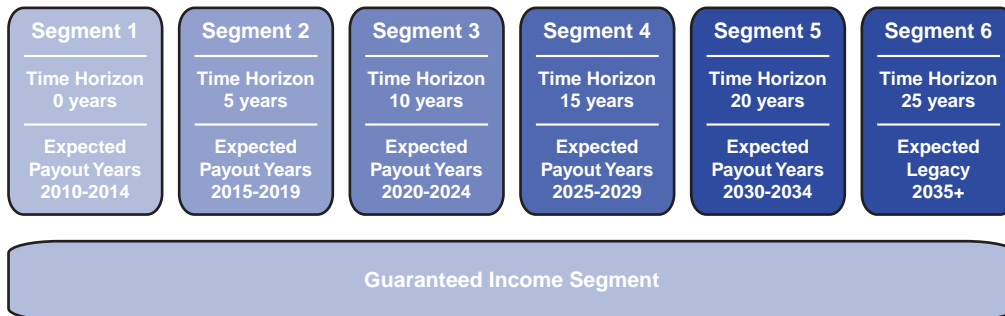 Segment 1
Time Horizon
0 years
Expected
Payout Years
2010-2014
Segment 2
Time Horizon
5 years
Expected
Payout Years
2015-2019
Segment 3
Time Horizon
10 years
Expected
Payout Years
2020-2024
Segment 4
Time Horizon
15 years
Expected
Payout Years
2025-2029
Segment 5
Time Horizon
20 years
Expected
Payout Years
2030-2034
Segment 6
Time Horizon
25 years
Expected
Legacy
2035+
Guaranteed Income Segment